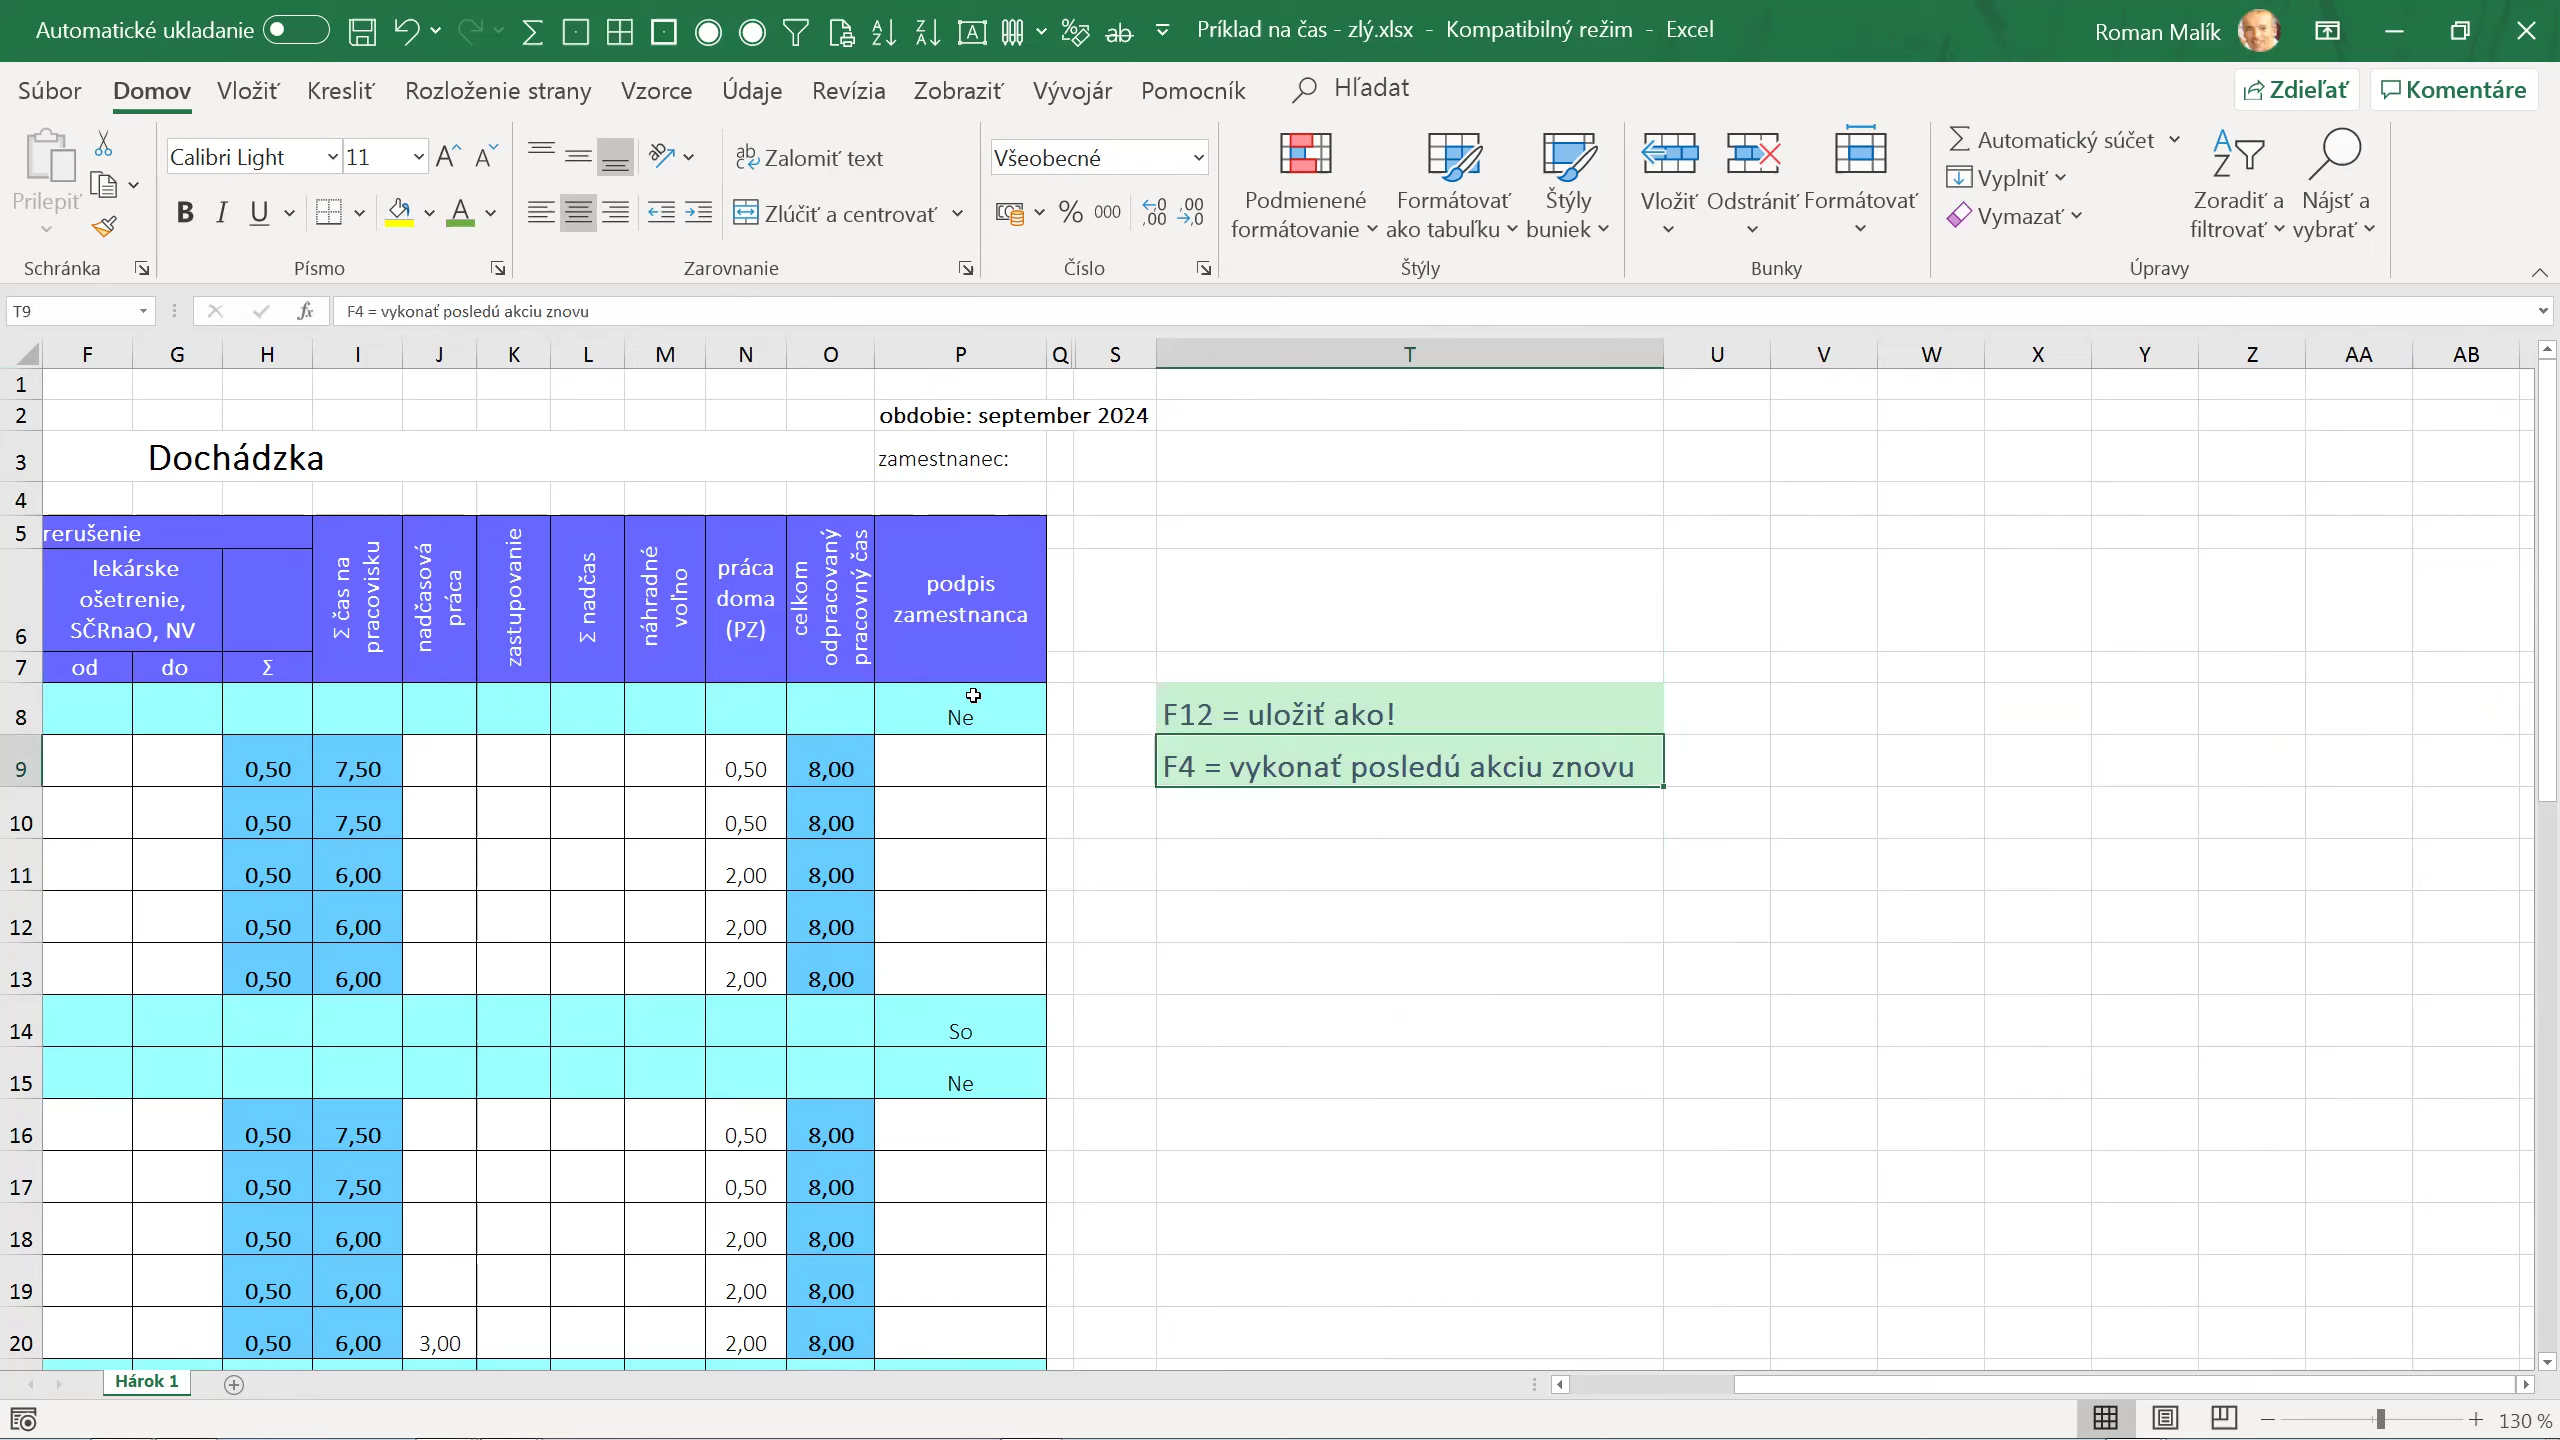 Automatické ukladanie
Príklad na čas - zlý.xlsx - Kompatibilný režim - Excel
Roman Malík
Súbor Domov Vložiť Kresliť Rozloženie strany Vzorce Údaje Revízia Zobraziť Vývojár Pomocník Hľadať
Zdieľať Komentáre
Prilepiť
Schránka
Calibri Light 11
B I U
Písmo
Zalomiť text
Zlúčiť a centrovať
Zarovnanie
Všeobecné
% 000
Číslo
Podmienené
formátovanie
Formátovať
ako tabuľku
Štýly
buniek
Štýly
Vložiť Odstrániť Formátovať
Bunky
Automatický súčet
Vyplniť
Vymazať
Zoradiť a
filtrovať
Nájsť a
vybrať
Úpravy
T9
fx
F4 = vykonať posledú akciu znovu
F G H I J K L M N O P Q S T U V W X Y Z AA AB
1
2 obdobie: september 2024
3 Dochádzka zamestnanec:
4
5 rerušenie
6 lekárske
ošetrenie,
SČRnaO, NV
7 od do Σ
Σ čas na
pracovisku
nadčasová
práca
zastupovanie
Σ nadčas
náhradné
voľno
práca
doma
(PZ)
celkom
odpracovaný
pracovný čas
podpis
zamestnanca
8 Ne F12 = uložiť ako!
9 0,50 7,50 0,50 8,00 F4 = vykonať posledú akciu znovu
10 0,50 7,50 0,50 8,00
11 0,50 6,00 2,00 8,00
12 0,50 6,00 2,00 8,00
13 0,50 6,00 2,00 8,00
14 So
15 Ne
16 0,50 7,50 0,50 8,00
17 0,50 7,50 0,50 8,00
18 0,50 6,00 2,00 8,00
19 0,50 6,00 2,00 8,00
20 0,50 6,00 3,00 2,00 8,00
Hárok 1
130 %